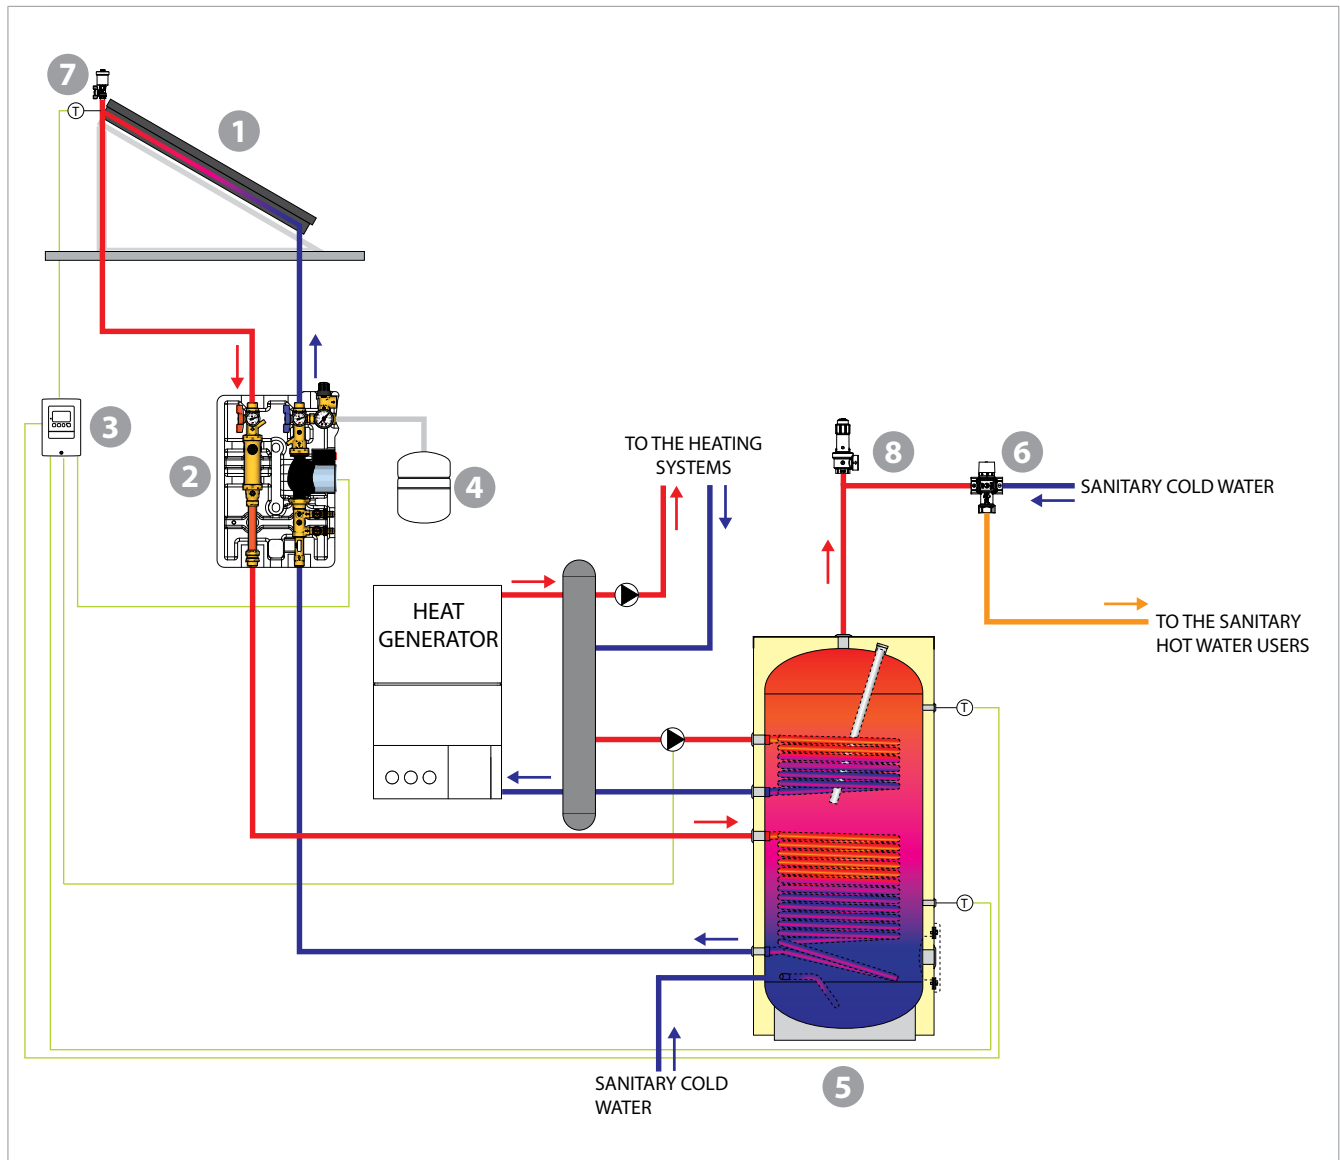 7
T
1
3
2
4
TO THE HEATING
SYSTEMS
8
6
SANITARY COLD WATER
HEAT
GENERATOR
TO THE SANITARY
HOT WATER USERS
T
T
SANITARY COLD
WATER
5